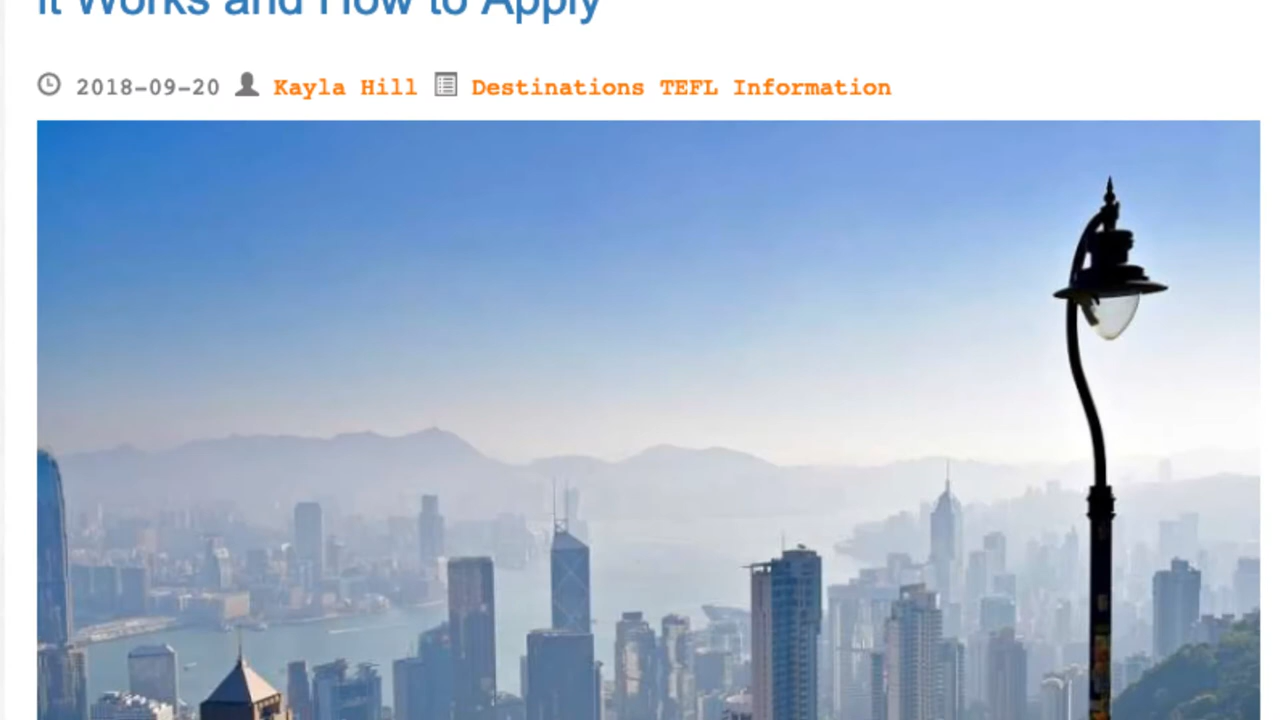 it Works and How to Apply
2018-09-20 Kayla Hill Destinations TEFL Information